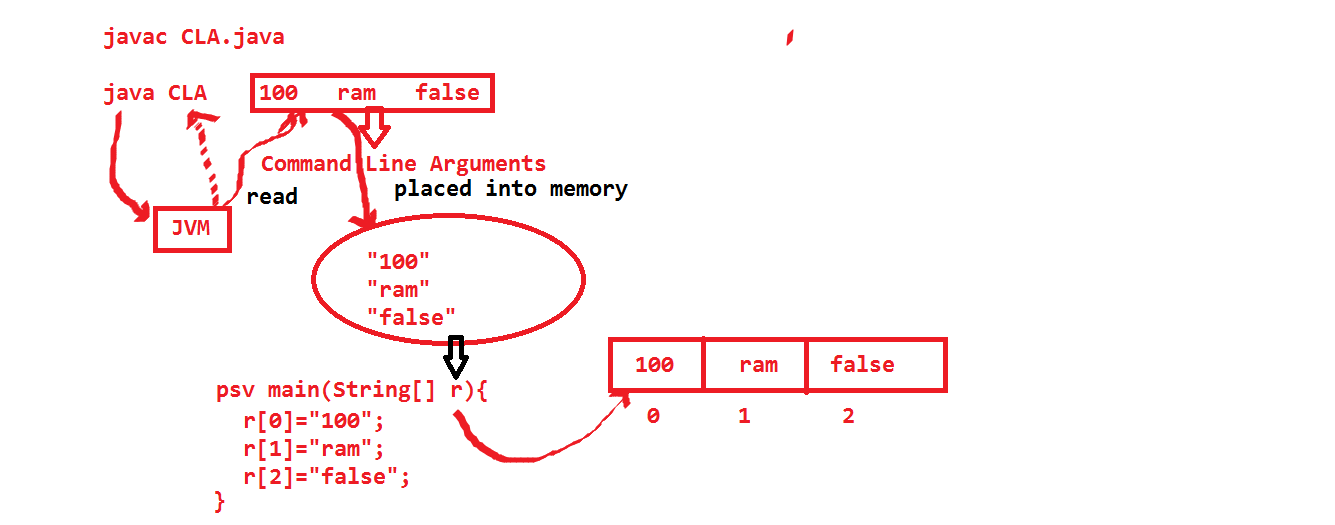 javac CLA.java
java CLA 100 ram false
Command Line Arguments
read placed into memory
JVM
"100"
"ram"
"false"
100 ram false
0 1 2
psv main(String[] r){
r[0]="100";
r[1]="ram";
r[2]="false";
}